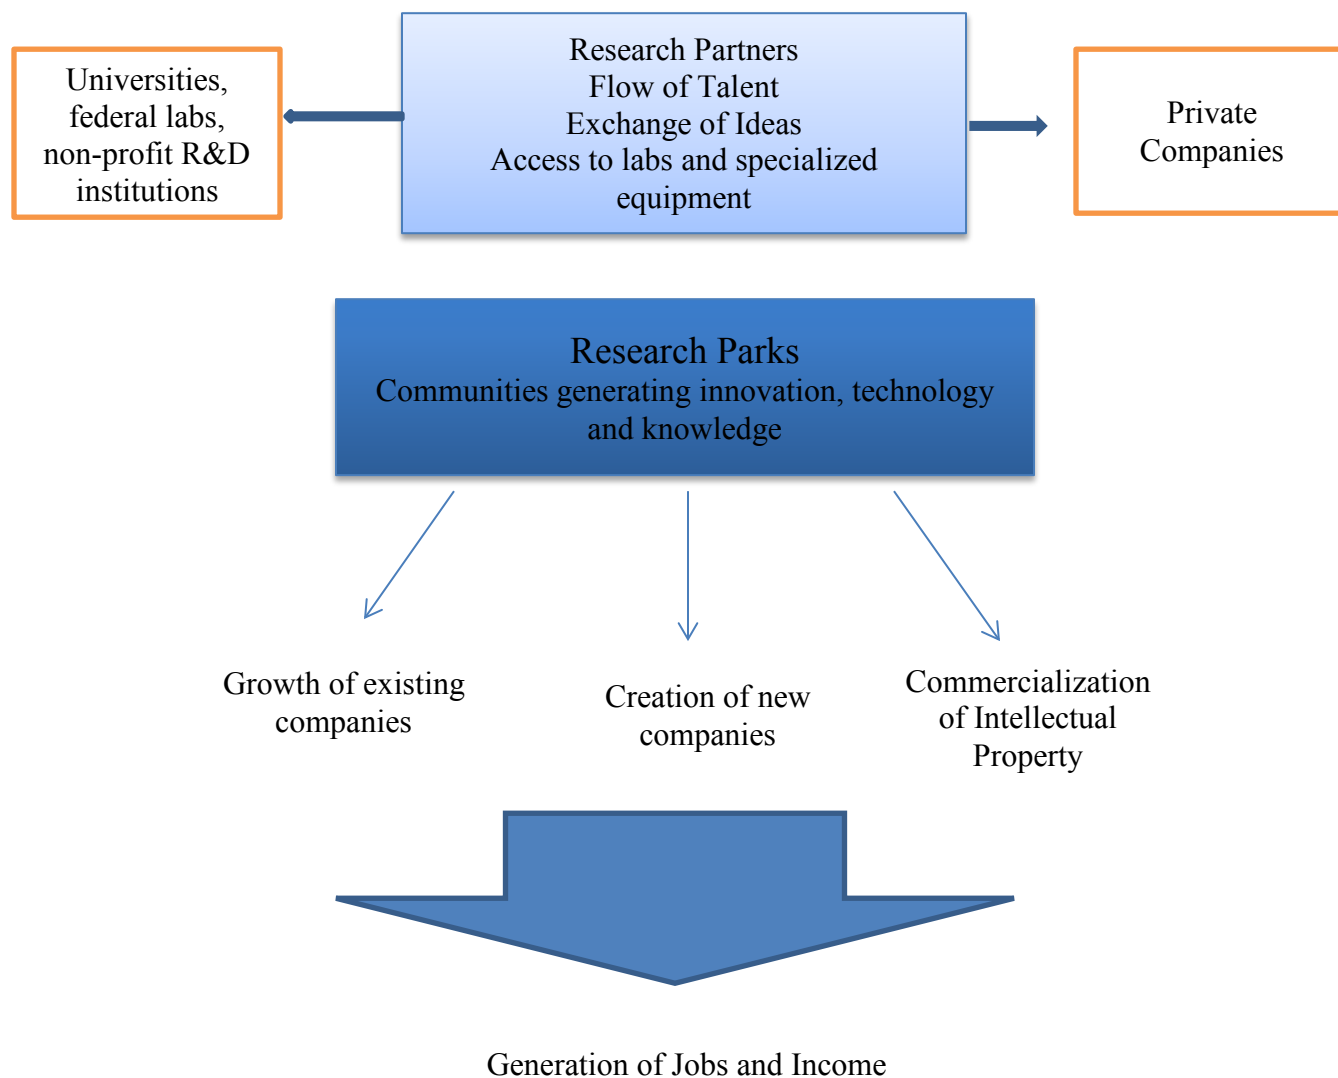 Universities,
federal labs,
non-profit R&D
institutions
Research Partners
Flow of Talent
Exchange of Ideas
Access to labs and specialized
equipment
Private
Companies
Research Parks
Communities generating innovation, technology
and knowledge
Growth of existing
companies
Creation of new
companies
Commercialization
of Intellectual
Property
Generation of Jobs and Income